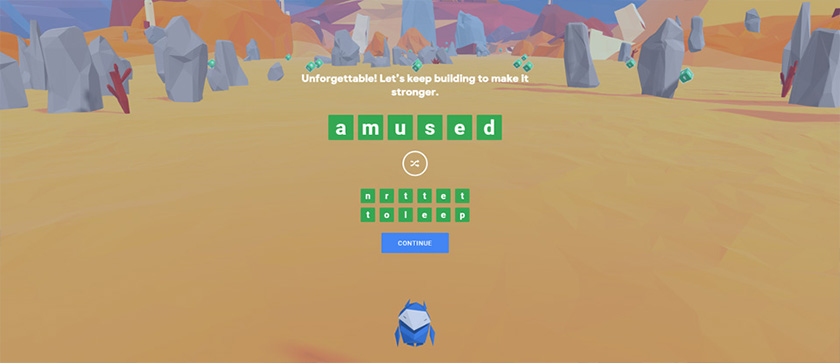 Unforgettable! Let's keep building to make it
stronger.
a m u s e d
n r t t e t
t o l e e p
CONTINUE